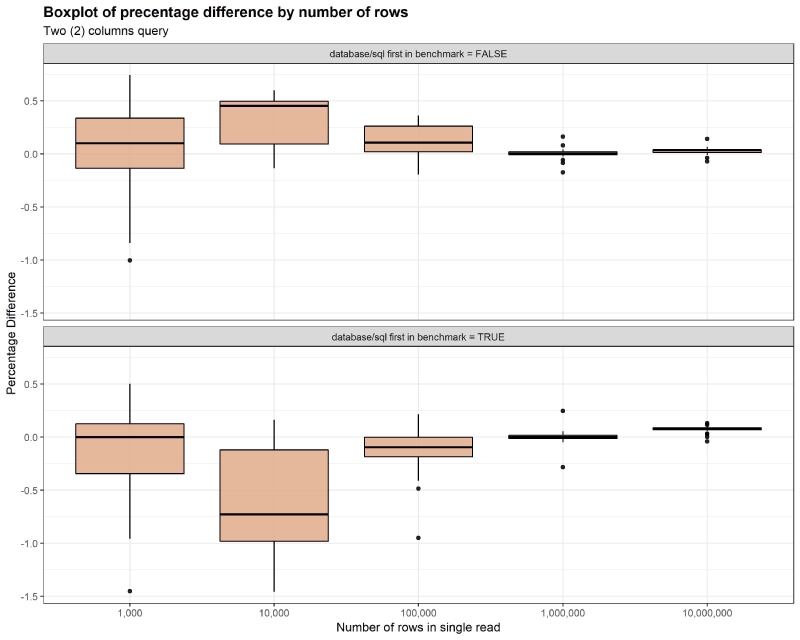 Boxplot of precentage difference by number of rows
Two (2) columns query
database/sql first in benchmark = FALSE
0.5
0.0
-0.5
-1.0
-1.5
Percentage Difference
database/sql first in benchmark = TRUE
0.5
0.0
-0.5
-1.0
-1.5
1,000 10,000 100,000 1,000,000 10,000,000
Number of rows in single read